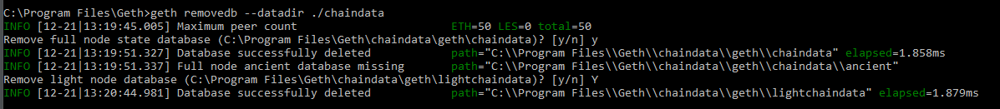 C:\Program Files\Geth>geth removedb --datadir ./chaindata
INFO [12-21|13:19:45.005] Maximum peer count ETH=50 LES=0 total=50
Remove full node state database (C:\Program Files\Geth\chaindata\geth\chaindata)? [y/n] y
INFO [12-21|13:19:51.327] Database successfully deleted path="C:\\Program Files\\Geth\\chaindata\\geth\\chaindata" elapsed=1.858ms
INFO [12-21|13:19:51.337] Full node ancient database missing path="C:\\Program Files\\Geth\\chaindata\\geth\\chaindata\\ancient"
Remove light node database (C:\Program Files\Geth\chaindata\geth\lightchaindata)? [y/n] Y
INFO [12-21|13:20:44.981] Database successfully deleted path="C:\\Program Files\\Geth\\chaindata\\geth\\lightchaindata" elapsed=1.879ms